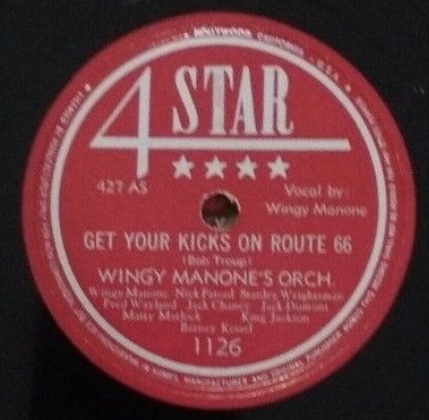 HOLLYWOOD, CALIFORNIA
U.S.A.
4 STAR
427 AS
Vocal by:
Wingy Manone
GET YOUR KICKS ON ROUTE 66
(Bob Troup)
WINGY MANONE'S ORCH.
Wingy Manone Nick Fatool Stanley Wrightsman
Fred Wayland Jack Chaney Jack Dumont
Matty Matlock King Jackson
Barney Kessel
1126